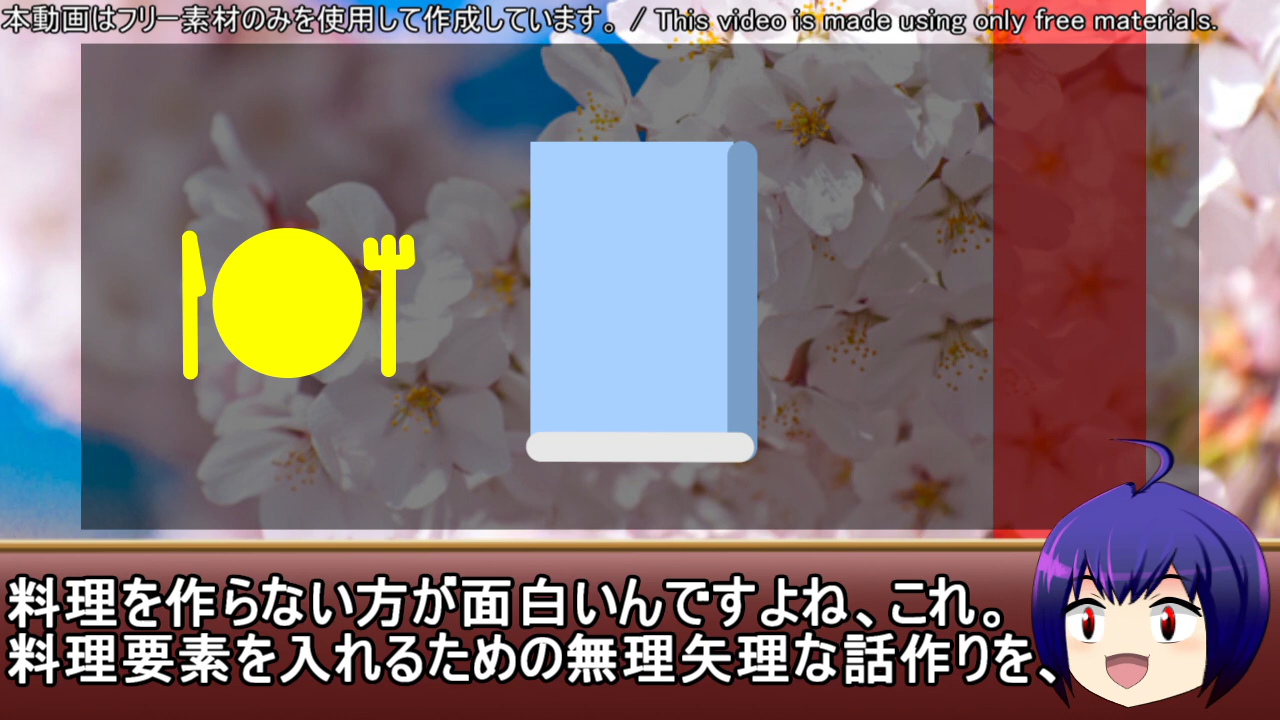 本動画はフリー素材のみを使用して作成しています。 / This video is made using only free materials.
料理を作らない方が面白いんですよね、これ。
料理要素を入れるための無理矢理な話作りを、